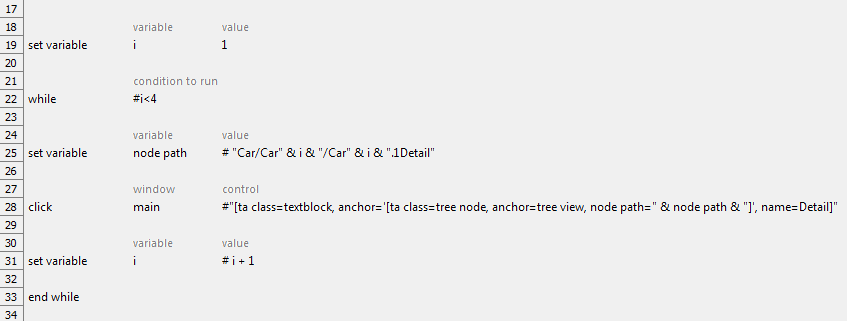 17
18 variable value
19 set variable i 1
20
21 condition to run
22 while #i<4
23
24 variable value
25 set variable node path # "Car/Car" & i & "/Car" & i & ".1Detail"
26
27 window control
28 click main #"[ta class=textblock, anchor='[ta class=tree node, anchor=tree view, node path=" & node path & "]', name=Detail]"
29
30 variable value
31 set variable i # i + 1
32
33 end while
34